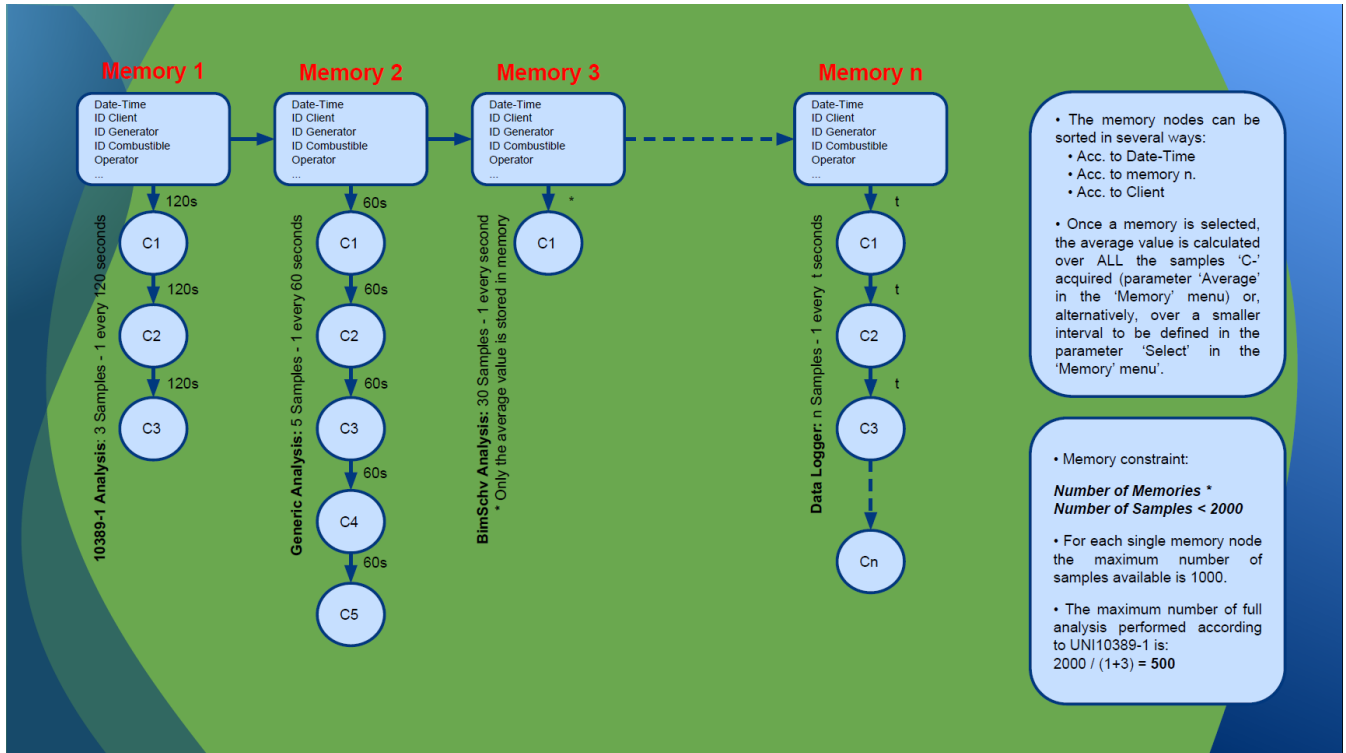 Memory 1
Date-Time
ID Client
ID Generator
ID Combustible
Operator
...
120s
C1
120s
C2
120s
C3
10389-1 Analysis: 3 Samples - 1 every 120 seconds
Memory 2
Date-Time
ID Client
ID Generator
ID Combustible
Operator
...
60s
C1
60s
C2
60s
C3
60s
C4
60s
C5
Generic Analysis: 5 Samples - 1 every 60 seconds
Memory 3
Date-Time
ID Client
ID Generator
ID Combustible
Operator
...
*
C1
BimSchv Analysis: 30 Samples - 1 every second
* Only the average value is stored in memory
Memory n
Date-Time
ID Client
ID Generator
ID Combustible
Operator
...
t
C1
t
C2
t
C3
Cn
Data Logger: n Samples - 1 every t seconds
• The memory nodes can be
sorted in several ways:
• Acc. to Date-Time
• Acc. to memory n.
• Acc. to Client
• Once a memory is selected,
the average value is calculated
over ALL the samples ‘C-’
acquired (parameter ‘Average’
in the ‘Memory’ menu) or,
alternatively, over a smaller
interval to be defined in the
parameter ‘Select’ in the
‘Memory’ menu’.
• Memory constraint:
Number of Memories *
Number of Samples < 2000
• For each single memory node
the maximum number of
samples available is 1000.
• The maximum number of full
analysis performed according
to UNI10389-1 is:
2000 / (1+3) = 500